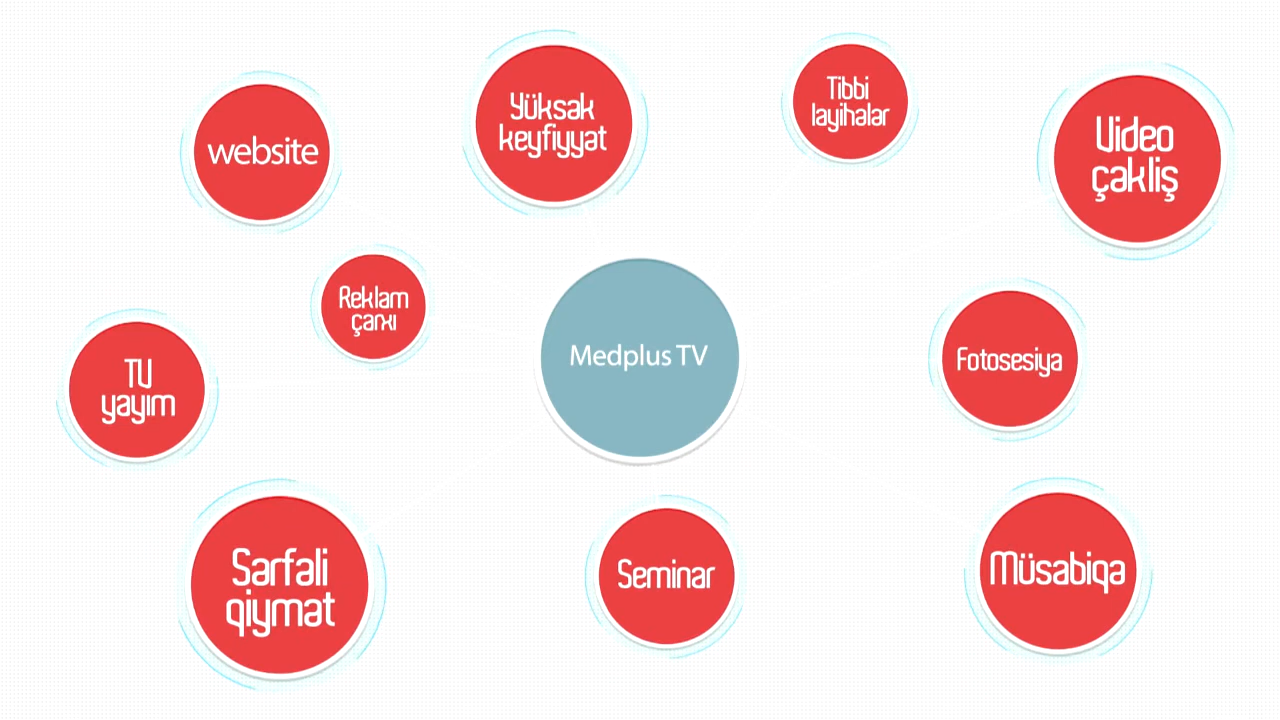 website
Yüksak
keyfiyyat
Tibbi
layihalar
Video
çakliş
Reklam
çarxı
Medplus TV
Fotosesiya
TV
yayım
Sarfali
qiymat
Seminar
Müsabiqa